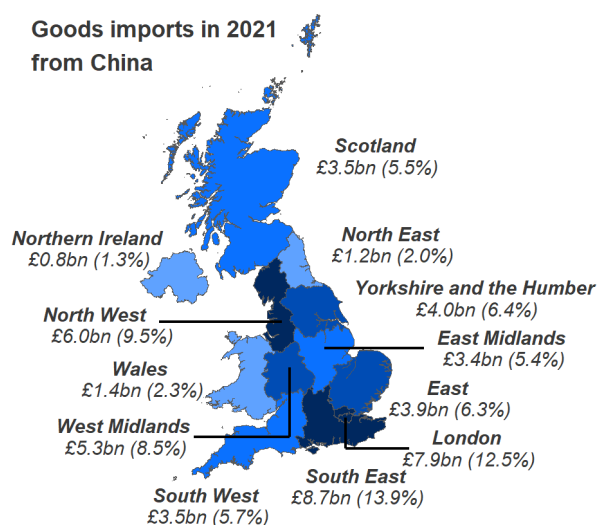 Goods imports in 2021
from China
Scotland
£3.5bn (5.5%)
Northern Ireland
£0.8bn (1.3%)
North East
£1.2bn (2.0%)
Yorkshire and the Humber
£4.0bn (6.4%)
North West
£6.0bn (9.5%)
East Midlands
£3.4bn (5.4%)
Wales
£1.4bn (2.3%)
East
£3.9bn (6.3%)
West Midlands
£5.3bn (8.5%)
London
£7.9bn (12.5%)
South East
£8.7bn (13.9%)
South West
£3.5bn (5.7%)